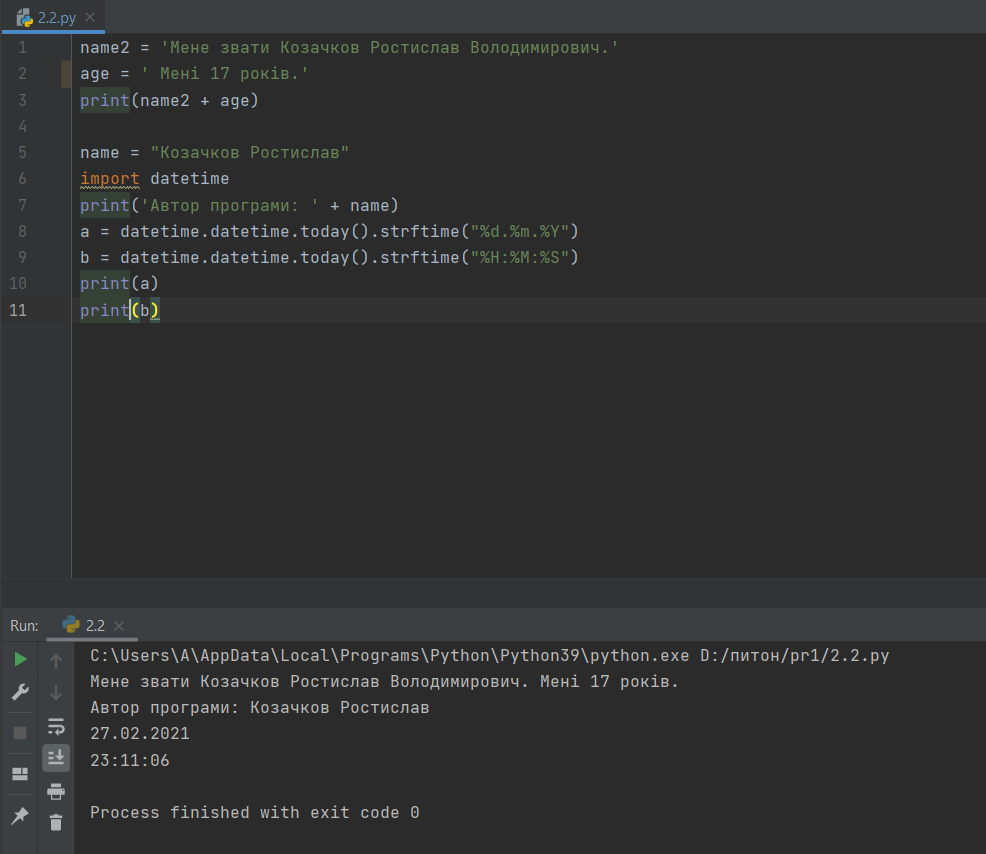 2.2.py
1 name2 = 'Мене звати Козачков Ростислав Володимирович.'
2 age = ' Мені 17 років.'
3 print(name2 + age)
4
5 name = "Козачков Ростислав"
6 import datetime
7 print('Автор програми: ' + name)
8 a = datetime.datetime.today().strftime("%d.%m.%Y")
9 b = datetime.datetime.today().strftime("%H:%M:%S")
10 print(a)
11 print(b)
Run: 2.2
C:\Users\A\AppData\Local\Programs\Python\Python39\python.exe D:/питон/pr1/2.2.py
Мене звати Козачков Ростислав Володимирович. Мені 17 років.
Автор програми: Козачков Ростислав
27.02.2021
23:11:06
Process finished with exit code 0